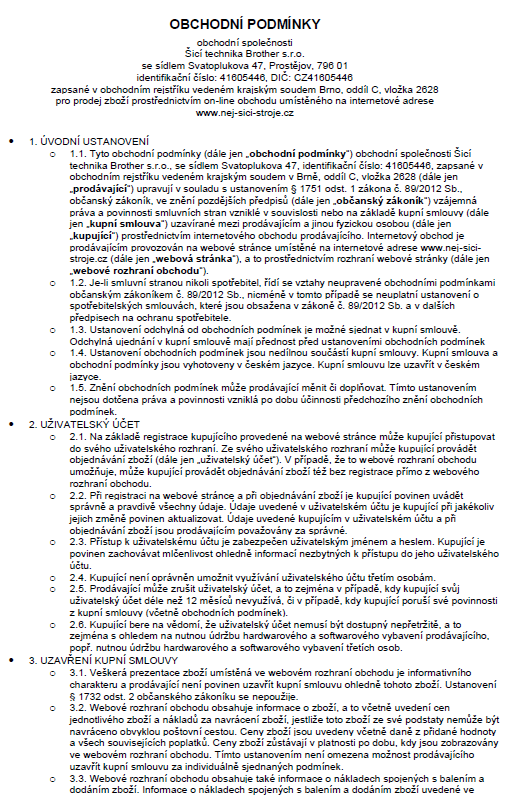 OBCHODNÍ PODMÍNKY
obchodní společnosti
Šicí technika Brother s.r.o.
se sídlem Svatoplukova 47, Prostějov, 796 01
identifikační číslo: 41605446, DIČ: CZ41605446
zapsané v obchodním rejstříku vedeném krajským soudem Brno, oddíl C, vložka 2628
pro prodej zboží prostřednictvím on-line obchodu umístěného na internetové adrese
www.nej-sici-stroje.cz
• 1. ÚVODNÍ USTANOVENÍ
o 1.1. Tyto obchodní podmínky (dále jen „obchodní podmínky“) obchodní společnosti Šicí
technika Brother s.r.o., se sídlem Svatoplukova 47, identifikační číslo: 41605446, zapsané v
obchodním rejstříku vedeném krajským soudem v Brně, oddíl C, vložka 2628 (dále jen
„prodávající“) upravují v souladu s ustanovením § 1751 odst. 1 zákona č. 89/2012 Sb.,
občanský zákoník, ve znění pozdějších předpisů (dále jen „občanský zákoník“) vzájemná
práva a povinnosti smluvních stran vzniklé v souvislosti nebo na základě kupní smlouvy (dále
jen „kupní smlouva“) uzavírané mezi prodávajícím a jinou fyzickou osobou (dále jen
„kupující“) prostřednictvím internetového obchodu prodávajícího. Internetový obchod je
prodávajícím provozován na webové stránce umístěné na internetové adrese www.nej-sici-
stroje.cz (dále jen „webová stránka“), a to prostřednictvím rozhraní webové stránky (dále jen
„webové rozhraní obchodu“).
o 1.2. Je-li smluvní stranou nikoli spotřebitel, řídí se vztahy neupravené obchodními podmínkami
občanským zákoníkem č. 89/2012 Sb., nicméně v tomto případě se neuplatní ustanovení o
spotřebitelských smlouvách, které jsou obsažena v zákoně č. 89/2012 Sb. a v dalších
předpisech na ochranu spotřebitele.
o 1.3. Ustanovení odchylná od obchodních podmínek je možné sjednat v kupní smlouvě.
Odchylná ujednání v kupní smlouvě mají přednost před ustanoveními obchodních podmínek
o 1.4. Ustanovení obchodních podmínek jsou nedílnou součástí kupní smlouvy. Kupní smlouva a
obchodní podmínky jsou vyhotoveny v českém jazyce. Kupní smlouvu lze uzavřít v českém
jazyce.
o 1.5. Znění obchodních podmínek může prodávající měnit či doplňovat. Tímto ustanovením
nejsou dotčena práva a povinnosti vzniklá po dobu účinnosti předchozího znění obchodních
podmínek.
• 2. UŽIVATELSKÝ ÚČET
o 2.1. Na základě registrace kupujícího provedené na webové stránce může kupující přistupovat
do svého uživatelského rozhraní. Ze svého uživatelského rozhraní může kupující provádět
objednávání zboží (dále jen „uživatelský účet“). V případě, že to webové rozhraní obchodu
umožňuje, může kupující provádět objednávání zboží též bez registrace přímo z webového
rozhraní obchodu.
o 2.2. Při registraci na webové stránce a při objednávání zboží je kupující povinen uvádět
správně a pravdivě všechny údaje. Údaje uvedené v uživatelském účtu je kupující při jakékoliv
jejich změně povinen aktualizovat. Údaje uvedené kupujícím v uživatelském účtu a při
objednávání zboží jsou prodávajícím považovány za správné.
o 2.3. Přístup k uživatelskému účtu je zabezpečen uživatelským jménem a heslem. Kupující je
povinen zachovávat mlčenlivost ohledně informací nezbytných k přístupu do jeho uživatelského
účtu.
o 2.4. Kupující není oprávněn umožnit využívání uživatelského účtu třetím osobám.
o 2.5. Prodávající může zrušit uživatelský účet, a to zejména v případě, kdy kupující svůj
uživatelský účet déle než 12 měsíců nevyužívá, či v případě, kdy kupující poruší své povinnosti
z kupní smlouvy (včetně obchodních podmínek).
o 2.6. Kupující bere na vědomí, že uživatelský účet nemusí být dostupný nepřetržitě, a to
zejména s ohledem na nutnou údržbu hardwarového a softwarového vybavení prodávajícího,
popř. nutnou údržbu hardwarového a softwarového vybavení třetích osob.
• 3. UZAVŘENÍ KUPNÍ SMLOUVY
o 3.1. Veškerá prezentace zboží umístěná ve webovém rozhraní obchodu je informativního
charakteru a prodávající není povinen uzavřít kupní smlouvu ohledně tohoto zboží. Ustanovení
§ 1732 odst. 2 občanského zákoníku se nepoužije.
o 3.2. Webové rozhraní obchodu obsahuje informace o zboží, a to včetně uvedení cen
jednotlivého zboží a nákladů za navrácení zboží, jestliže toto zboží ze své podstaty nemůže být
navráceno obvyklou poštovní cestou. Ceny zboží jsou uvedeny včetně daně z přidané hodnoty
a všech souvisejících poplatků. Ceny zboží zůstávají v platnosti po dobu, kdy jsou zobrazovány
ve webovém rozhraní obchodu. Tímto ustanovením není omezena možnost prodávajícího
uzavřít kupní smlouvu za individuálně sjednaných podmínek.
o 3.3. Webové rozhraní obchodu obsahuje také informace o nákladech spojených s balením a
dodáním zboží. Informace o nákladech spojených s balením a dodáním zboží uvedené ve